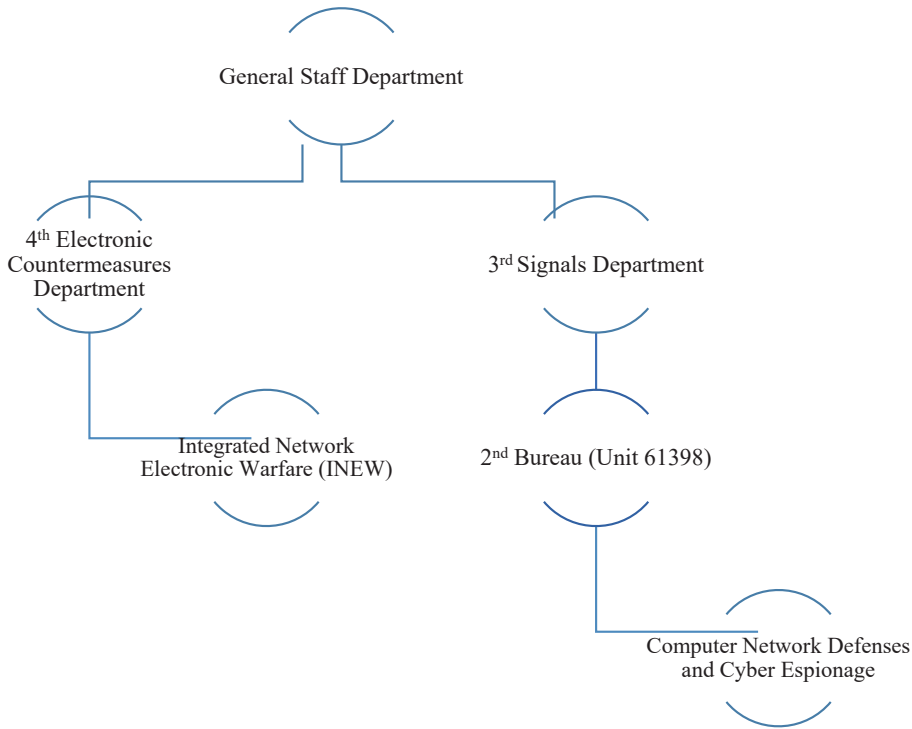 General Staff Department
4th Electronic
Countermeasures
Department
3rd Signals Department
Integrated Network
Electronic Warfare (INEW)
2nd Bureau (Unit 61398)
Computer Network Defenses
and Cyber Espionage